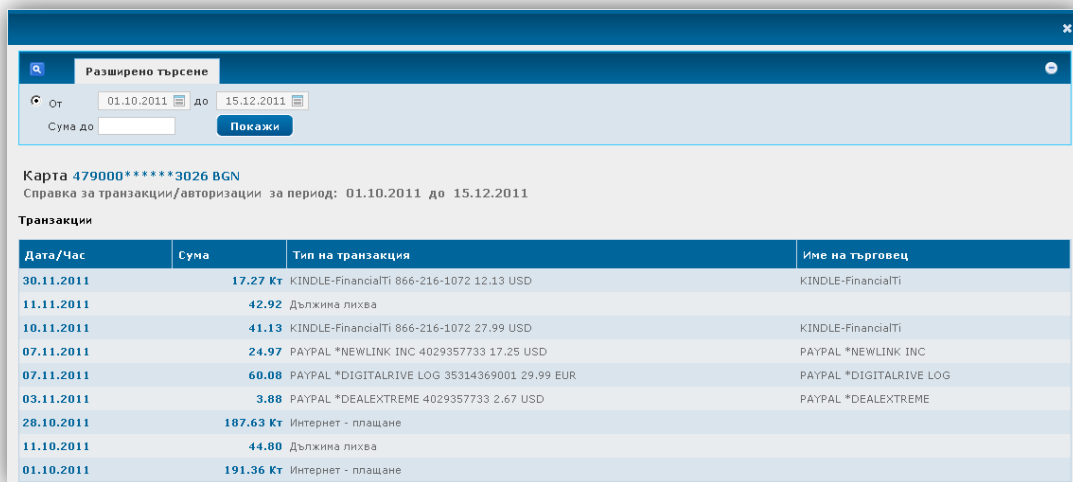 Разширено търсене
От 01.10.2011 до 15.12.2011
Сума до Покажи
Карта 479000******3026 BGN
Справка за транзакции/авторизации за период: 01.10.2011 до 15.12.2011
Транзакции
Дата/Час Сума Тип на транзакция Име на търговец
30.11.2011 17.27 Кт KINDLE-FinancialTi 866-216-1072 12.13 USD KINDLE-FinancialTi
11.11.2011 42.92 Дължима лихва
10.11.2011 41.13 KINDLE-FinancialTi 866-216-1072 27.99 USD KINDLE-FinancialTi
07.11.2011 24.97 PAYPAL *NEWLINK INC 4029357733 17.25 USD PAYPAL *NEWLINK INC
07.11.2011 60.08 PAYPAL *DIGITALRIVE LOG 35314369001 29.99 EUR PAYPAL *DIGITALRIVE LOG
03.11.2011 3.88 PAYPAL *DEALEXTREME 4029357733 2.67 USD PAYPAL *DEALEXTREME
28.10.2011 187.63 Кт Интернет - плащане
11.10.2011 44.80 Дължима лихва
01.10.2011 191.36 Кт Интернет - плащане